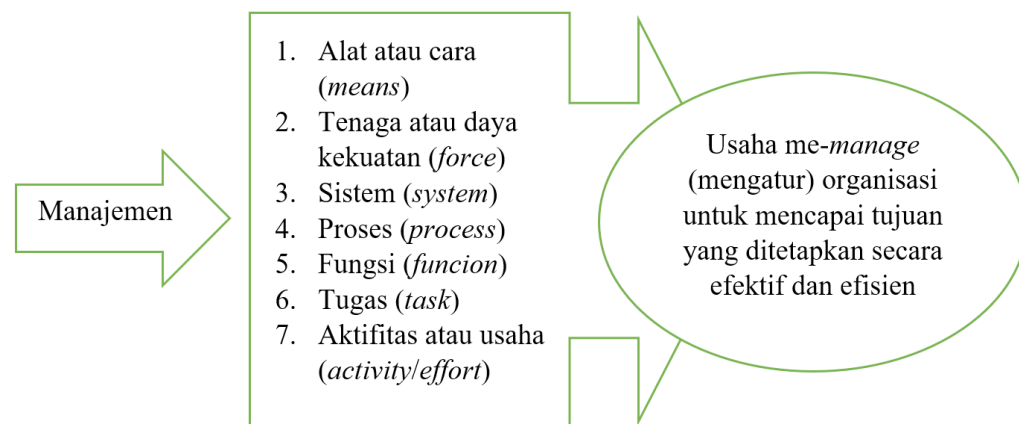 Manajemen
1. Alat atau cara
(means)
2. Tenaga atau daya
kekuatan (force)
3. Sistem (system)
4. Proses (process)
5. Fungsi (funcion)
6. Tugas (task)
7. Aktifitas atau usaha
(activity/effort)
Usaha me-manage
(mengatur) organisasi
untuk mencapai tujuan
yang ditetapkan secara
efektif dan efisien